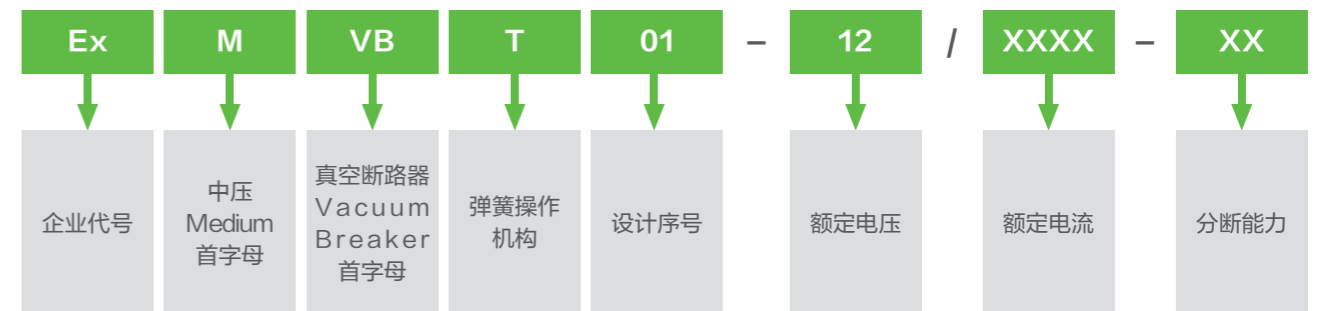 Ex M VB T 01 – 12 / XXXX – XX
企业代号
中压
Medium
首字母
真空断路器
Vacuum
Breaker
首字母
弹簧操作
机构
设计序号
额定电压
额定电流
分断能力